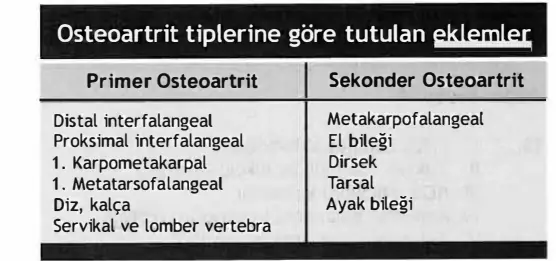 Osteoartrit tiplerine göre tutulan eklemler
Primer Osteoartrit
Sekonder Osteoartrit
Distal interfalangeal
Proksimal interfalangeal
1. Karpometakarpal
1. Metatarsofalangeal
Diz, kalça
Servikal ve lomber vertebra
Metakarpofalangeal
El bileği
Dirsek
Tarsal
Ayak bileği